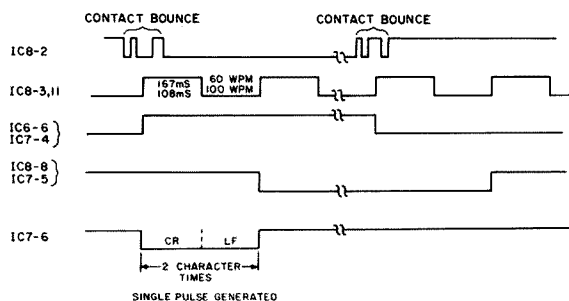 CONTACT BOUNCE CONTACT BOUNCE
IC8-2
IC8-3,11
167mS 60 WPM
108mS 100 WPM
IC6-6
IC7-4
IC8-8
IC7-5
IC7-6
CR LF
2 CHARACTER
TIMES
SINGLE PULSE GENERATED